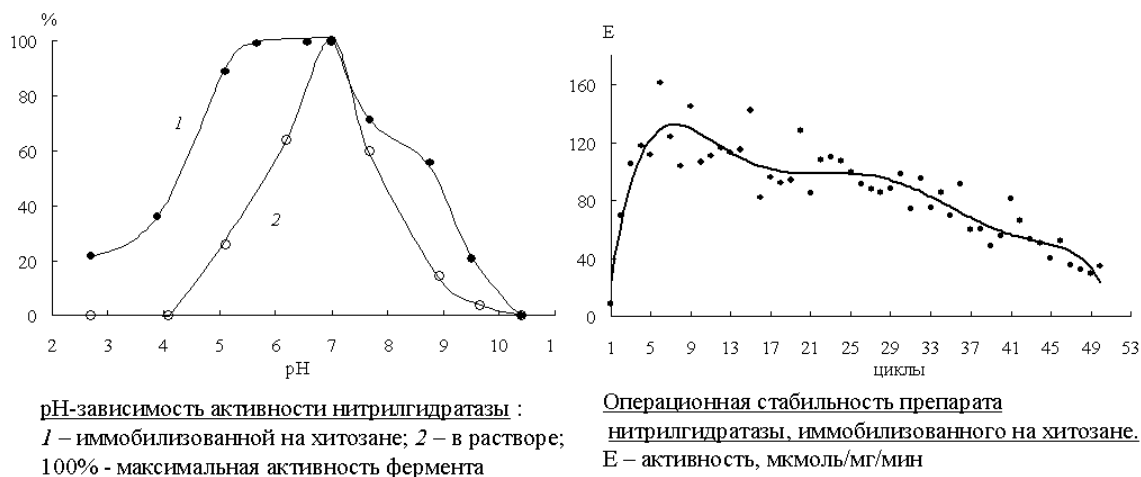 %
100
80
60
40
20
0
1
2
2 3 4 5 6 7 8 9 10 1
pH
pH-зависимость активности нитрилгидратазы :
1 – иммобилизованной на хитозане; 2 – в растворе;
100% - максимальная активность фермента
E
160
120
80
40
0
1 5 9 13 17 21 25 29 33 37 41 45 49 53
циклы
Операционная стабильность препарата
нитрилгидратазы, иммобилизованного на хитозане.
E – активность, мкмоль/мг/мин